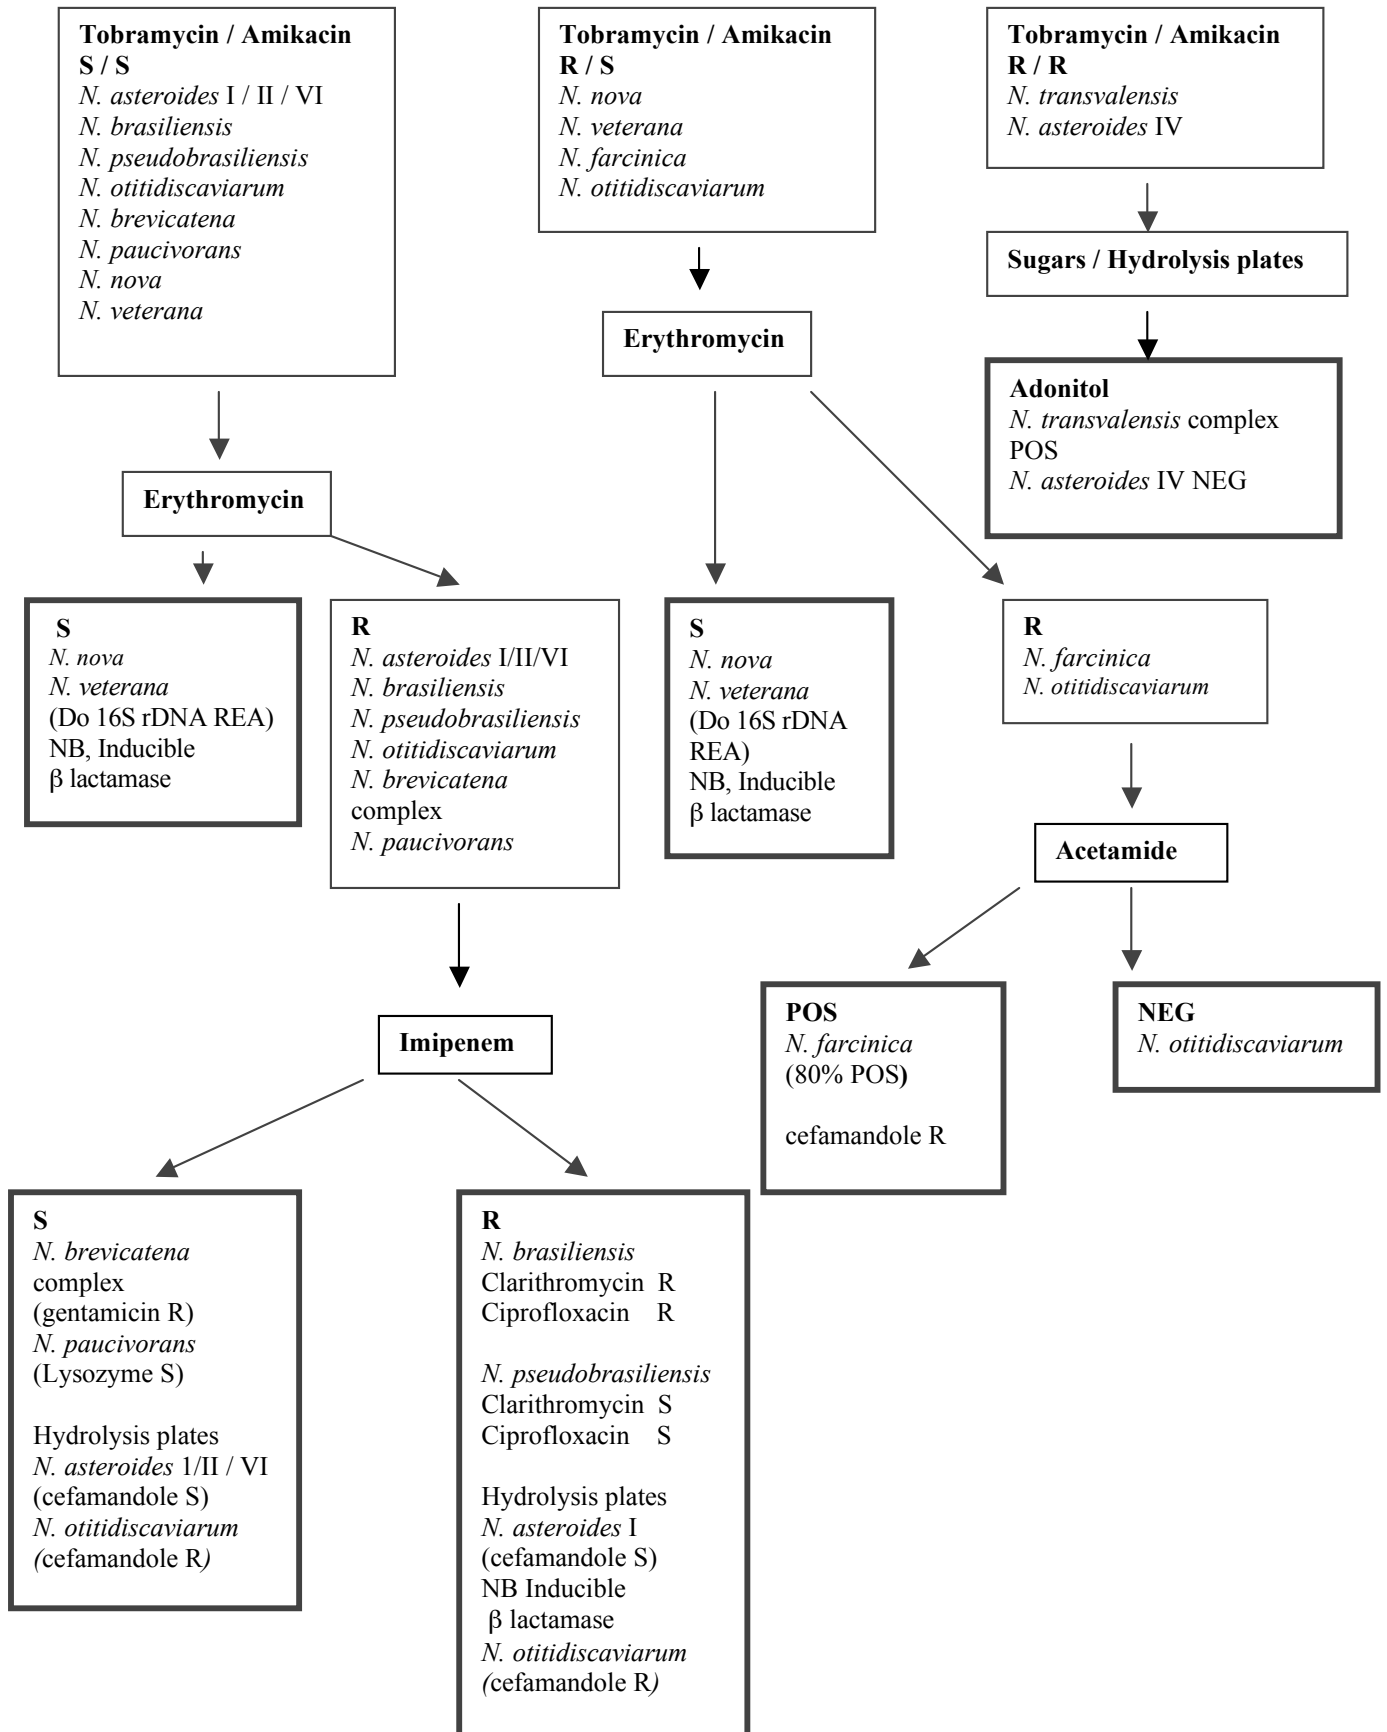 Tobramycin / Amikacin
S / S
N. asteroides I / II / VI
N. brasiliensis
N. pseudobrasiliensis
N. otitidiscaviarum
N. brevicatena
N. paucivorans
N. nova
N. veterana
Tobramycin / Amikacin
R / S
N. nova
N. veterana
N. farcinica
N. otitidiscaviarum
Tobramycin / Amikacin
R / R
N. transvalensis
N. asteroides IV
Sugars / Hydrolysis plates
Erythromycin
Adonitol
N. transvalensis complex
POS
N. asteroides IV NEG
Erythromycin
S
N. nova
N. veterana
(Do 16S rDNA REA)
NB, Inducible
β lactamase
R
N. asteroides I/II/VI
N. brasiliensis
N. pseudobrasiliensis
N. otitidiscaviarum
N. brevicatena
complex
N. paucivorans
S
N. nova
N. veterana
(Do 16S rDNA
REA)
NB, Inducible
β lactamase
R
N. farcinica
N. otitidiscaviarum
Acetamide
Imipenem
POS
N. farcinica
(80% POS)
cefamandole R
NEG
N. otitidiscaviarum
S
N. brevicatena
complex
(gentamicin R)
N. paucivorans
(Lysozyme S)
Hydrolysis plates
N. asteroides 1/II / VI
(cefamandole S)
N. otitidiscaviarum
(cefamandole R)
R
N. brasiliensis
Clarithromycin R
Ciprofloxacin R
N. pseudobrasiliensis
Clarithromycin S
Ciprofloxacin S
Hydrolysis plates
N. asteroides I
(cefamandole S)
NB Inducible
β lactamase
N. otitidiscaviarum
(cefamandole R)